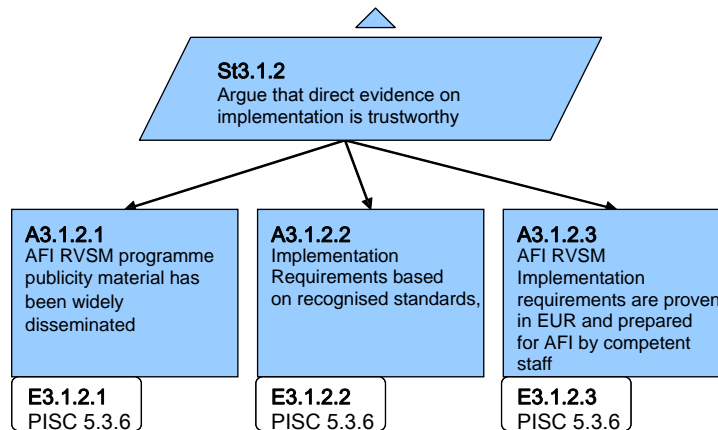 St3.1.2
Argue that direct evidence on
implementation is trustworthy
A3.1.2.1
AFI RVSM programme
publicity material has
been widely
disseminated
A3.1.2.2
Implementation
Requirements based
on recognised standards,
A3.1.2.3
AFI RVSM
Implementation
requirements are proven
in EUR and prepared
for AFI by competent
staff
E3.1.2.1
PISC 5.3.6
E3.1.2.2
PISC 5.3.6
E3.1.2.3
PISC 5.3.6